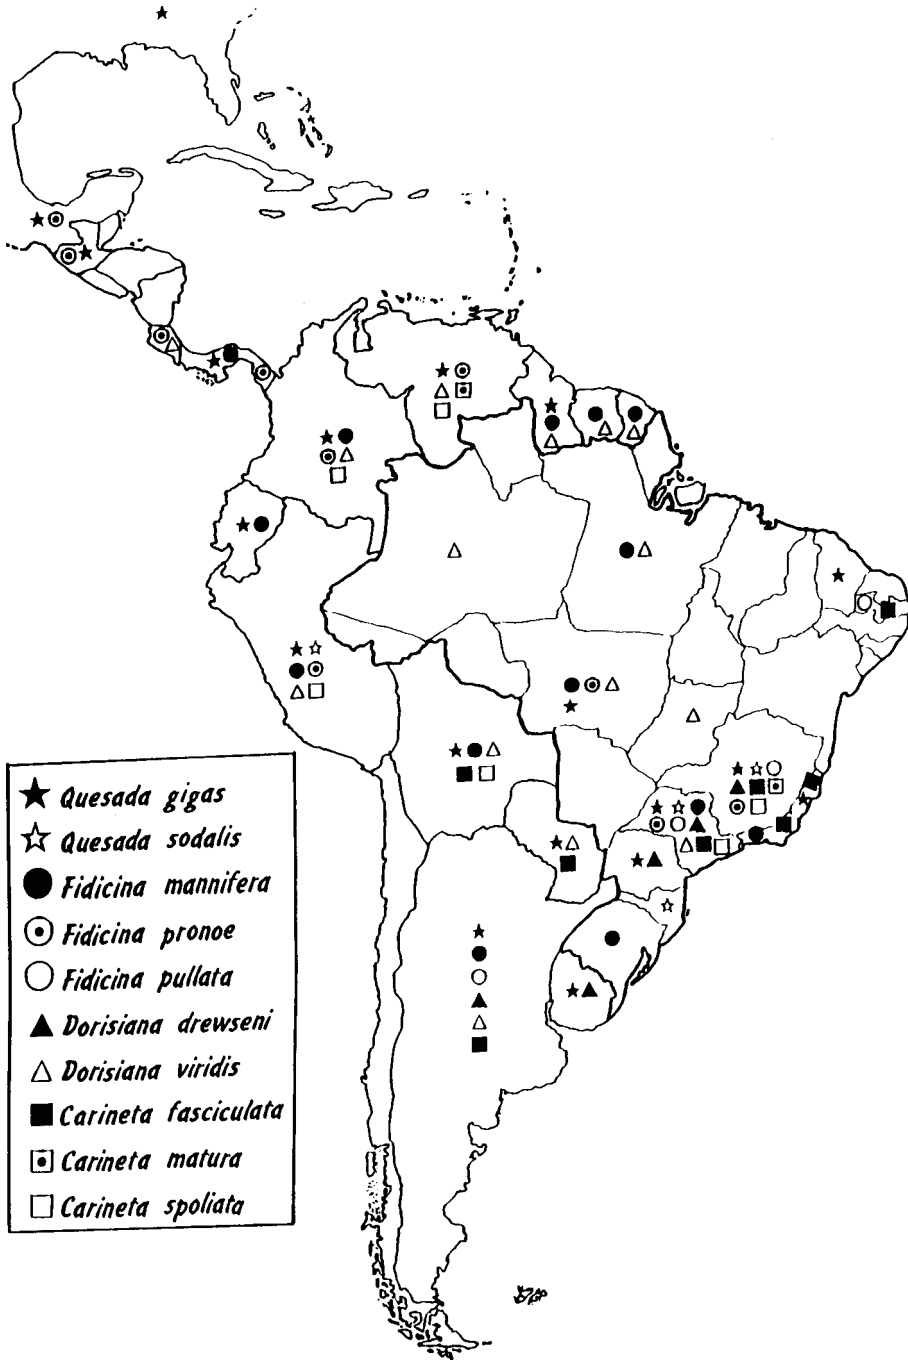 Quesada gigas
Quesada sodalis
Fidicina mannifera
Fidicina pronoe
Fidicina pullata
Dorisiana drewseni
Dorisiana viridis
Carineta fasciculata
Carineta matura
Carineta spoliata